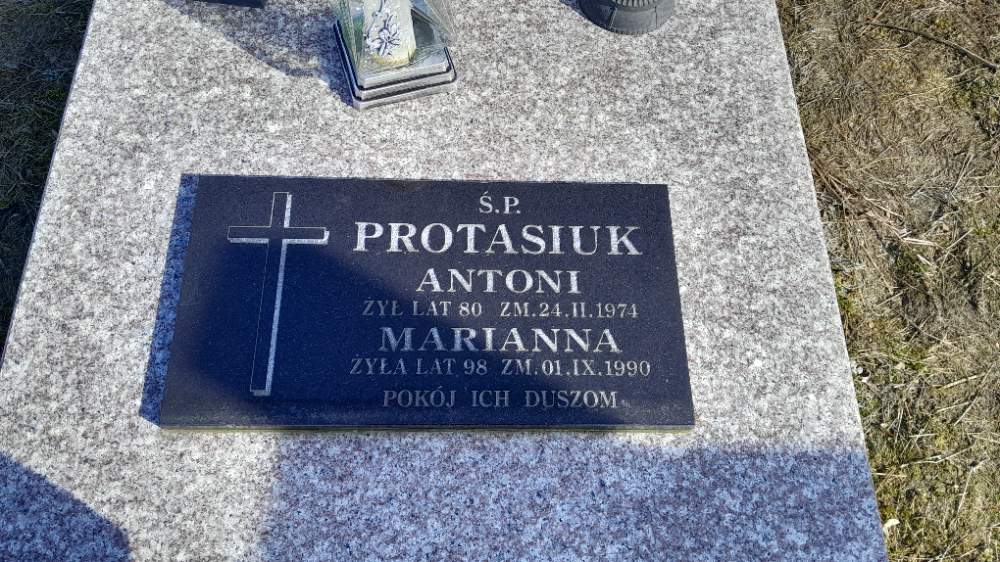 Ś.P.
PROTASIUK
ANTONI
ŻYŁ LAT 80 ZM.24.II.1974
MARIANNA
ŻYŁA LAT 98 ZM.01.IX.1990
POKÓJ ICH DUSZOM